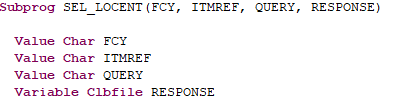 Subprog SEL_LOCENT(FCY, ITMREF, QUERY, RESPONSE)
Value Char FCY
Value Char ITMREF
Value Char QUERY
Variable Clbfile RESPONSE